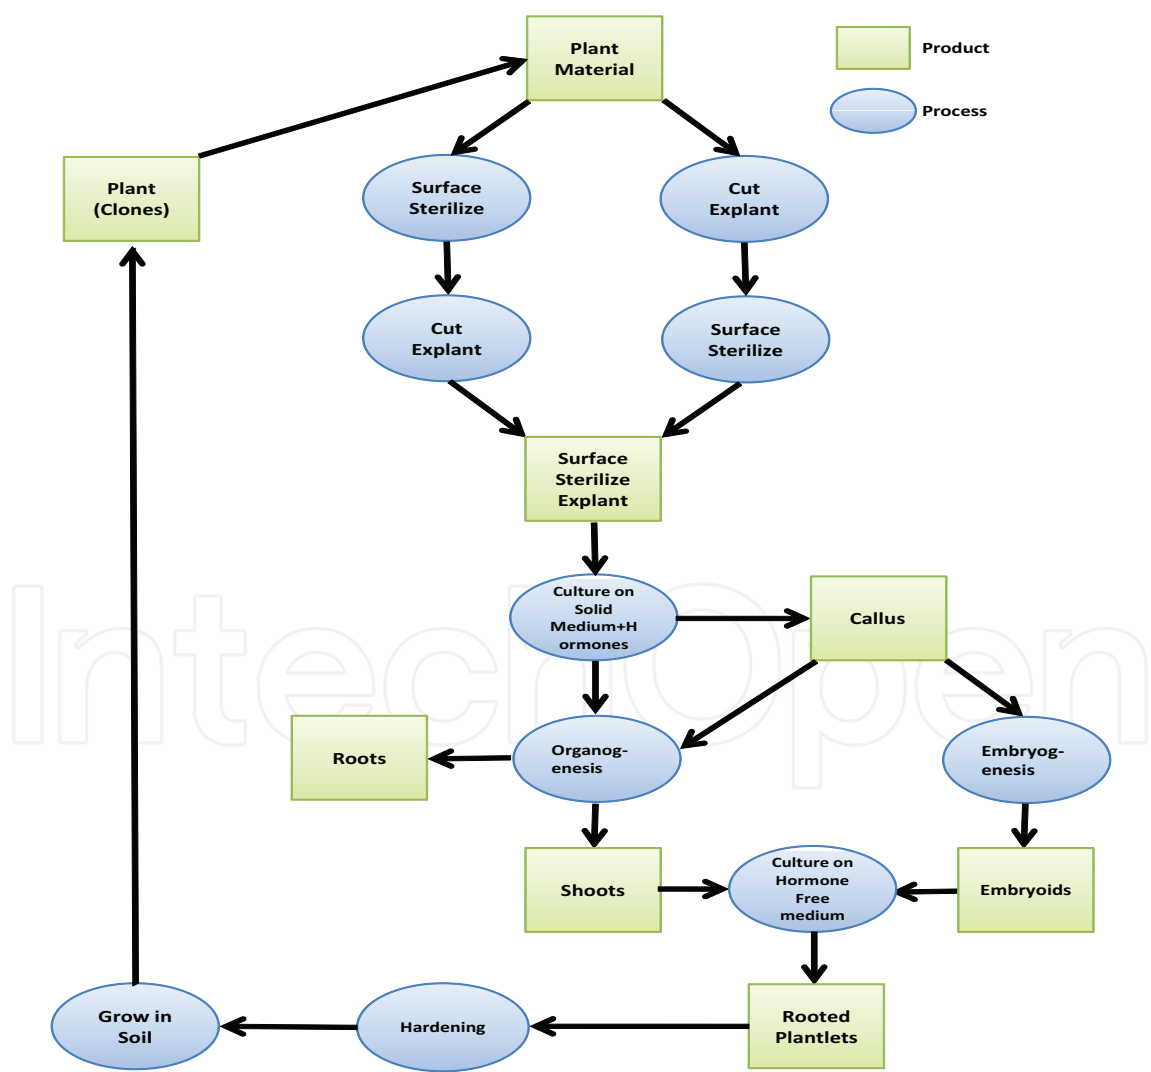 Plant
Material
Product
Process
Plant
(Clones)
Surface
Sterilize
Cut
Explant
Cut
Explant
Surface
Sterilize
Surface
Sterilize
Explant
Culture on
Solid
Medium+H
ormones
Callus
Roots
Organog-
enesis
Embryog-
enesis
Shoots
Culture on
Hormone
Free
medium
Embryoids
Grow in
Soil
Hardening
Rooted
Plantlets
IntechOpen